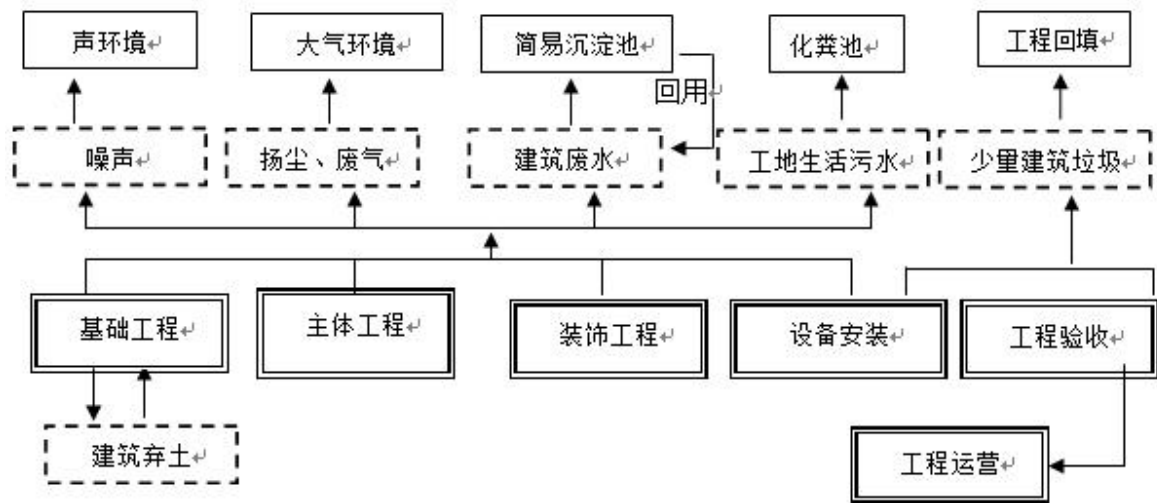 声环境
大气环境
简易沉淀池
化粪池
工程回填
回用
噪声
扬尘、废气
建筑废水
工地生活污水
少量建筑垃圾
基础工程
主体工程
装饰工程
设备安装
工程验收
建筑弃土
工程运营